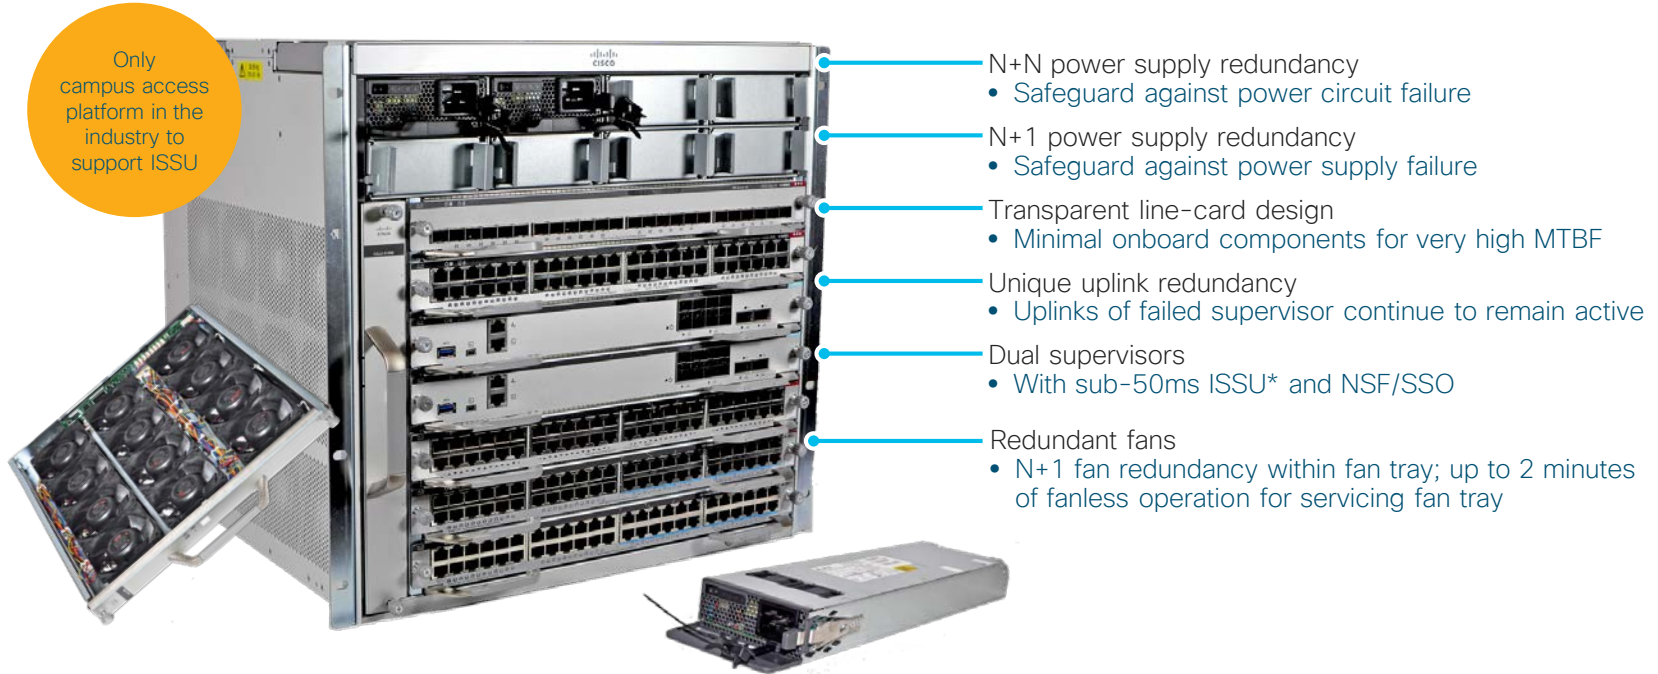 Only
campus access
platform in the
industry to
support ISSU
CISCO
N+N power supply redundancy
• Safeguard against power circuit failure
N+1 power supply redundancy
• Safeguard against power supply failure
Transparent line-card design
• Minimal onboard components for very high MTBF
Unique uplink redundancy
• Uplinks of failed supervisor continue to remain active
Dual supervisors
• With sub-50ms ISSU* and NSF/SSO
Redundant fans
• N+1 fan redundancy within fan tray; up to 2 minutes
of fanless operation for servicing fan tray